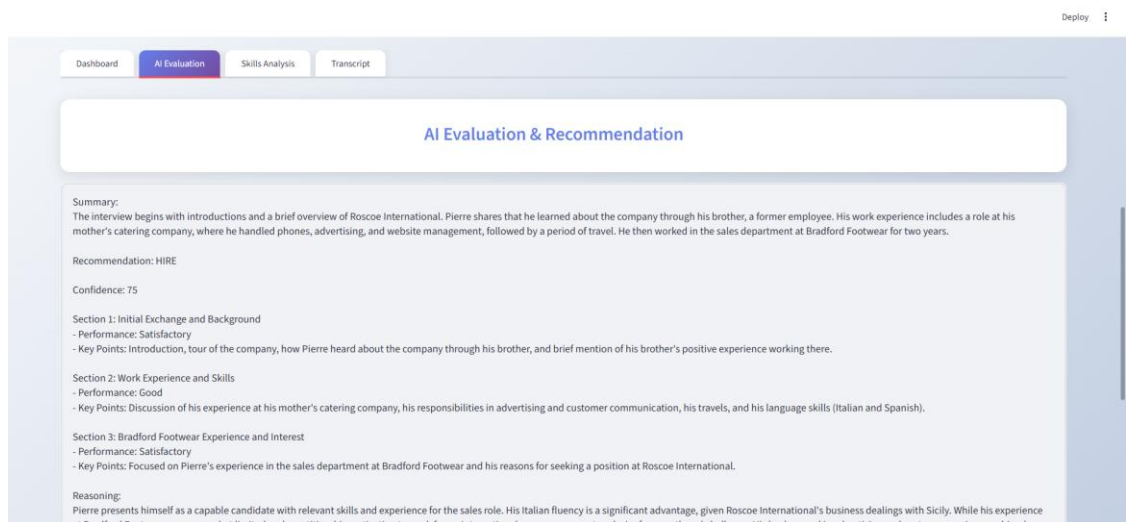 Deploy
Dashboard
AI Evaluation
Skills Analysis
Transcript
AI Evaluation & Recommendation
Summary:
The interview begins with introductions and a brief overview of Roscoe International. Pierre shares that he learned about the company through his brother, a former employee. His work experience includes a role at his
mother's catering company, where he handled phones, advertising, and website management, followed by a period of travel. He then worked in the sales department at Bradford Footwear for two years.
Recommendation: HIRE
Confidence: 75
Section 1: Initial Exchange and Background
- Performance: Satisfactory
- Key Points: Introduction, tour of the company, how Pierre heard about the company through his brother, and brief mention of his brother's positive experience working there.
Section 2: Work Experience and Skills
- Performance: Good
- Key Points: Discussion of his experience at his mother's catering company, his responsibilities in advertising and customer communication, his travels, and his language skills (Italian and Spanish).
Section 3: Bradford Footwear Experience and Interest
- Performance: Satisfactory
- Key Points: Focused on Pierre's experience in the sales department at Bradford Footwear and his reasons for seeking a position at Roscoe International.
Reasoning:
Pierre presents himself as a capable candidate with relevant skills and experience for the sales role. His Italian fluency is a significant advantage, given Roscoe International's business dealings with Sicily. While his experience